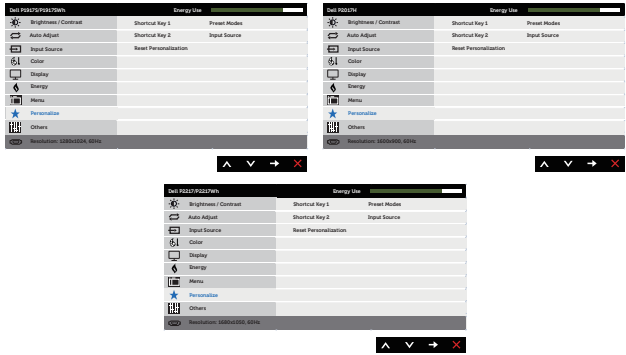 Dell P1917S/P1917SWh Energy Use
Brightness / Contrast Shortcut Key 1 Preset Modes
Auto Adjust Shortcut Key 2 Input Source
Input Source Reset Personalization
Color
Display
Energy
Menu
Personalize
Others
Resolution: 1280x1024, 60Hz
Dell P2017H Energy Use
Brightness / Contrast Shortcut Key 1 Preset Modes
Auto Adjust Shortcut Key 2 Input Source
Input Source Reset Personalization
Color
Display
Energy
Menu
Personalize
Others
Resolution: 1600x900, 60Hz
Dell P2217/P2217Wh Energy Use
Brightness / Contrast Shortcut Key 1 Preset Modes
Auto Adjust Shortcut Key 2 Input Source
Input Source Reset Personalization
Color
Display
Energy
Menu
Personalize
Others
Resolution: 1680x1050, 60Hz